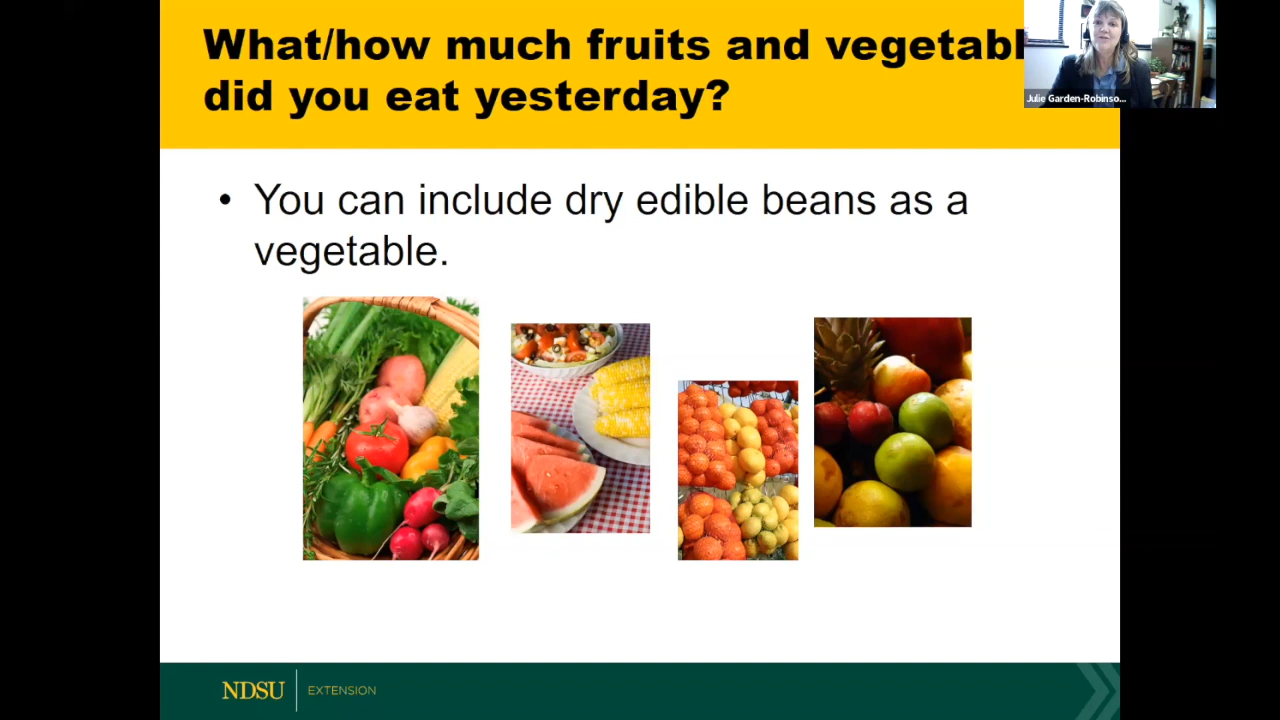 What/how much fruits and vegetabl
did you eat yesterday?
Julie Garden-Robinso...
• You can include dry edible beans as a
vegetable.
NDSU EXTENSION